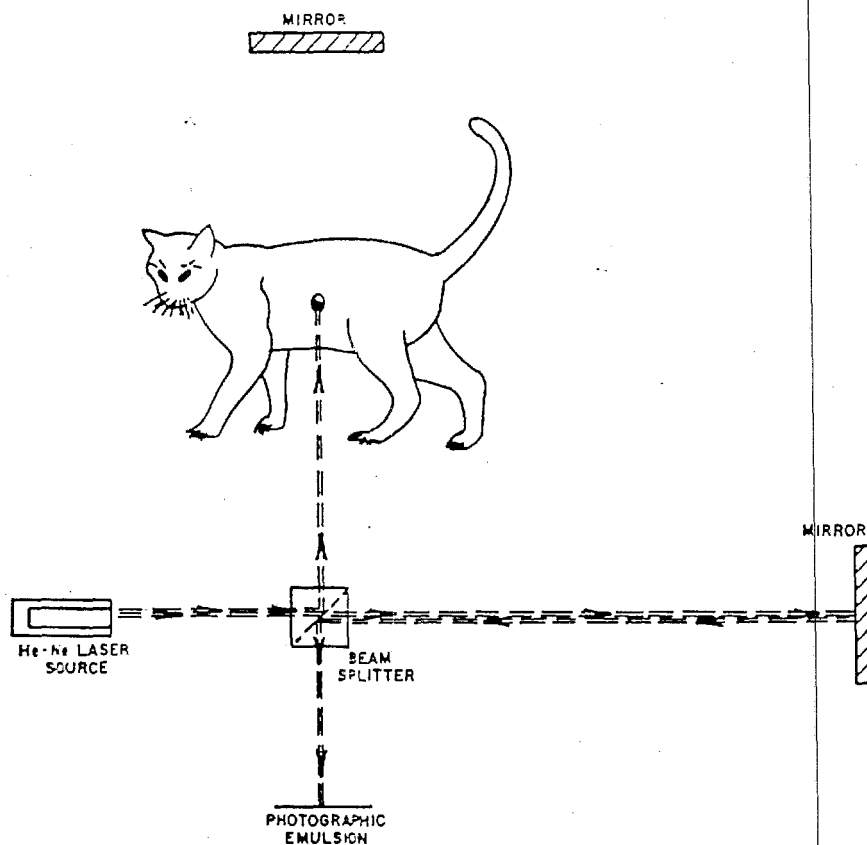 MIRROR
MIRROR
He-Ne LASER
SOURCE
BEAM
SPLITTER
PHOTOGRAPHIC
EMULSION